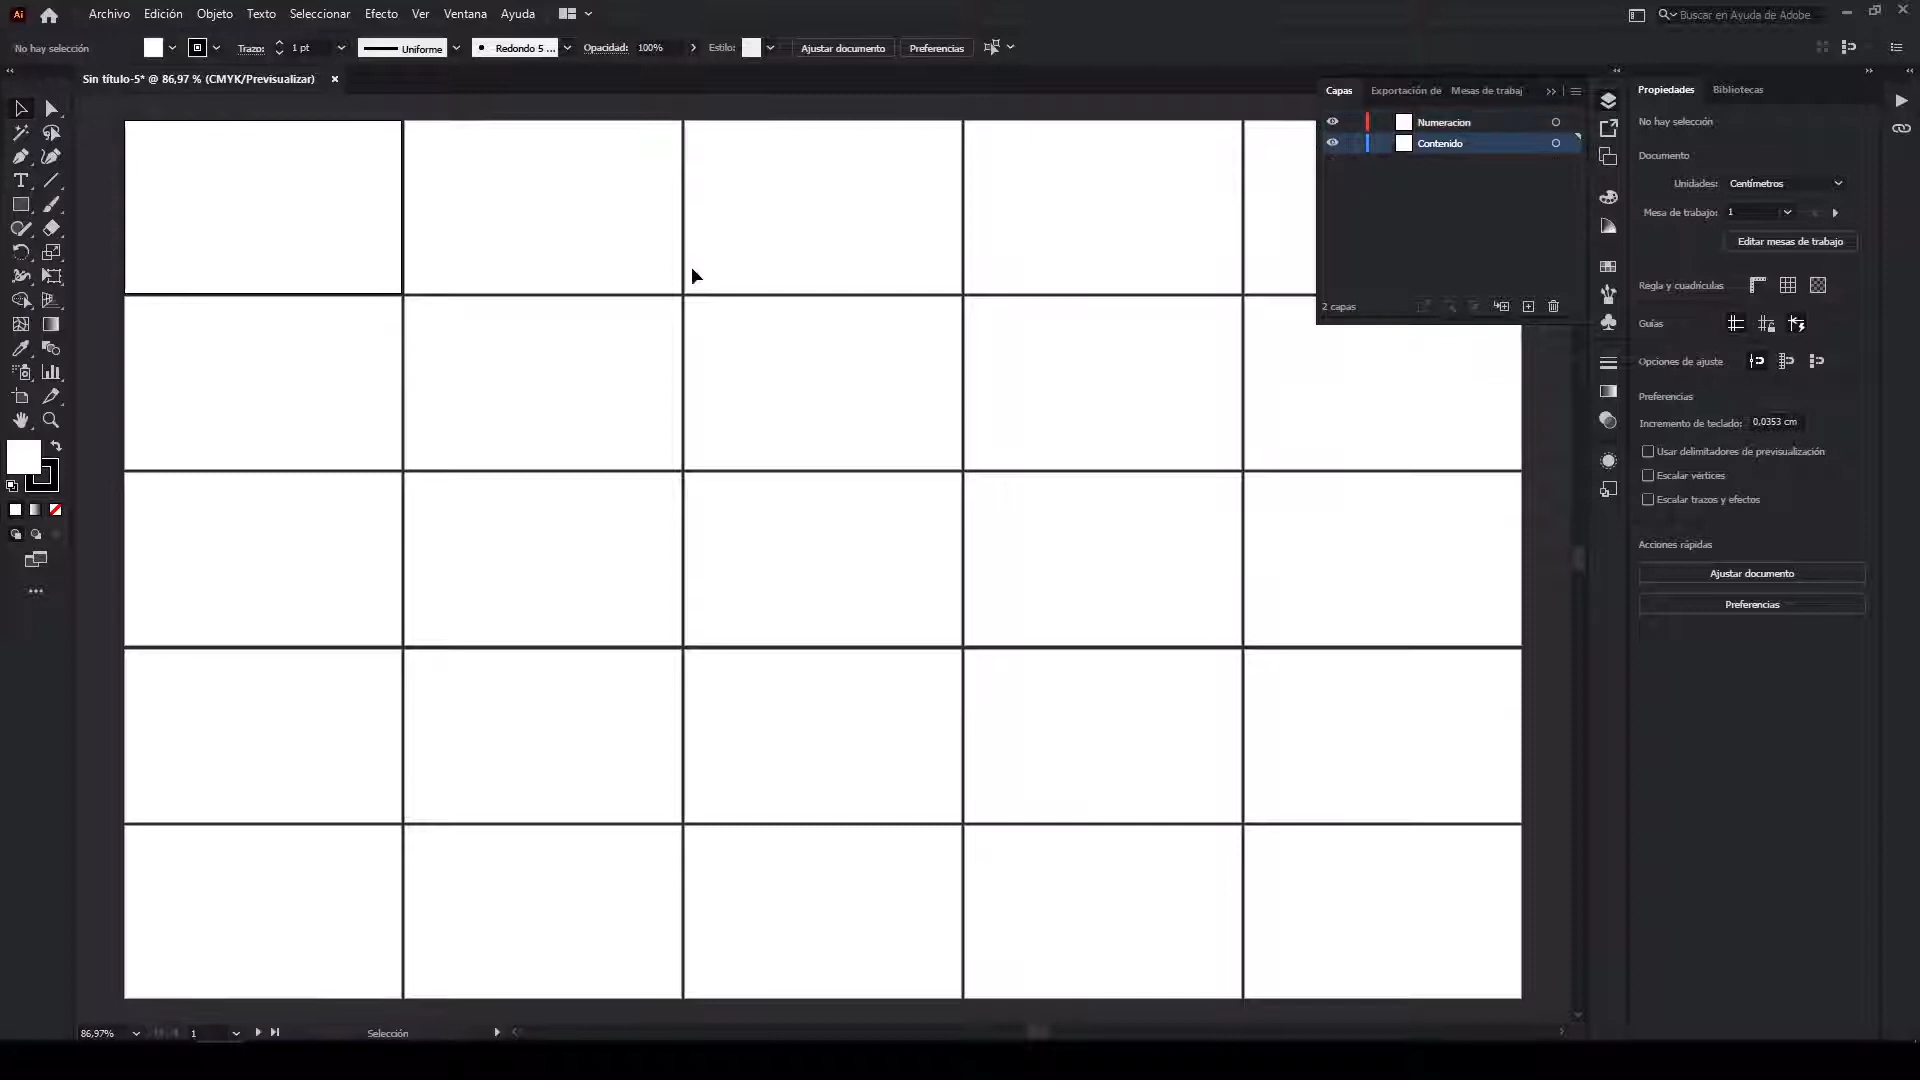 Ai Archivo Edición Objeto Texto Seleccionar Efecto Ver Ventana Ayuda Buscar en Ayuda de Adobe
No hay selección Trazo: 1 pt Uniforme Redondo 5 ... Opacidad: 100% Estilo: Ajustar documento Preferencias
Sin título-5* @ 86,97 % (CMYK/Previsualizar)
Capas Exportación de Mesas de trabaj
Numeracion
Contenido
2 capas
Propiedades Bibliotecas
No hay selección
Documento
Unidades: Centímetros
Mesa de trabajo: 1
Editar mesas de trabajo
Regla y cuadrículas
Guías
Opciones de ajuste
Preferencias
Incremento de teclado: 0,0353 cm
Usar delimitadores de previsualización
Escalar vértices
Escalar trazos y efectos
Acciones rápidas
Ajustar documento
Preferencias
86,97% 1 Selección